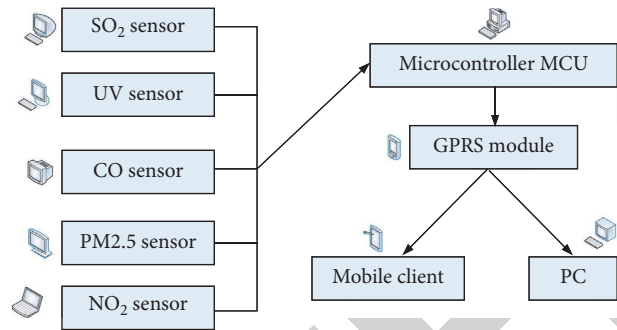 SO₂ sensor
UV sensor
CO sensor
PM2.5 sensor
NO₂ sensor
Microcontroller MCU
GPRS module
Mobile client
PC